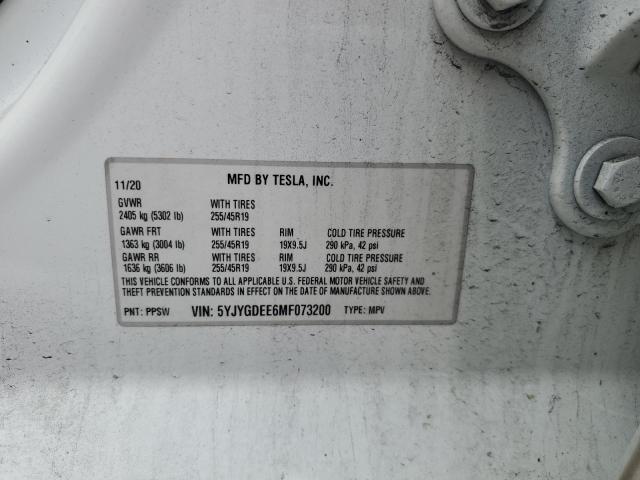 11/20 MFD BY TESLA, INC.
GVWR WITH TIRES
2405 kg (5302 lb) 255/45R19
GAWR FRT WITH TIRES RIM COLD TIRE PRESSURE
1363 kg (3004 lb) 255/45R19 19X9.5J 290 kPa, 42 psi
GAWR RR WITH TIRES RIM COLD TIRE PRESSURE
1636 kg (3606 lb) 255/45R19 19X9.5J 290 kPa, 42 psi
THIS VEHICLE CONFORMS TO ALL APPLICABLE U.S. FEDERAL MOTOR VEHICLE SAFETY AND
THEFT PREVENTION STANDARDS IN EFFECT ON THE DATE OF MANUFACTURE SHOWN ABOVE.
PNT: PPSW VIN: 5YJYGDEE6MF073200 TYPE: MPV